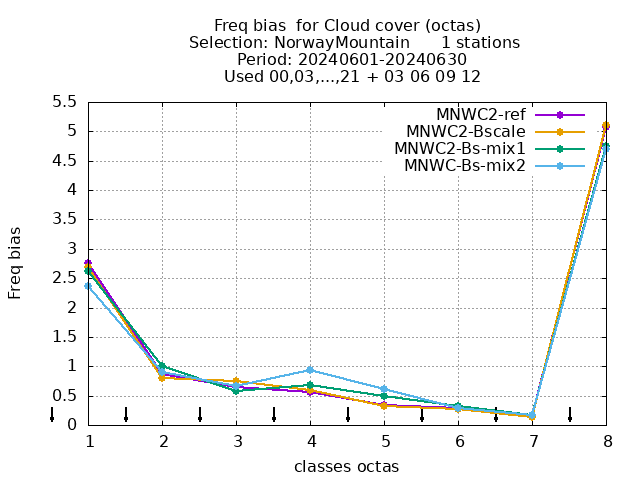 Freq bias  for Cloud cover (octas)
Selection: NorwayMountain      1 stations
Period: 20240601-20240630
Used 00,03,...,21 + 03 06 09 12
MNWC2-ref
MNWC2-Bscale
MNWC2-Bs-mix1
MNWC-Bs-mix2
Freq bias
5.5
5
4.5
4
3.5
3
2.5
2
1.5
1
0.5
0
1 2 3 4 5 6 7 8
classes octas